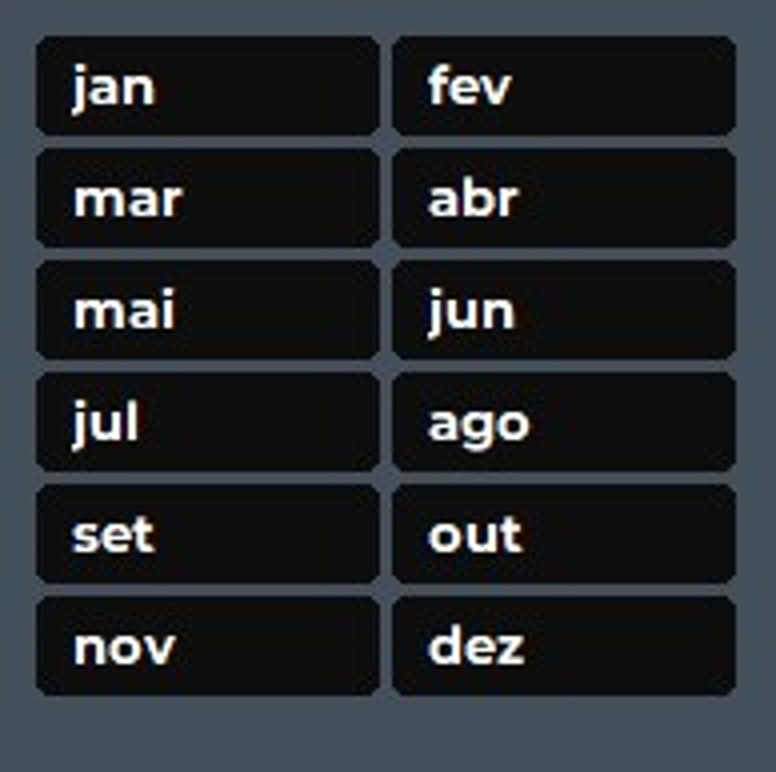 jan fev
mar abr
mai jun
jul ago
set out
nov dez